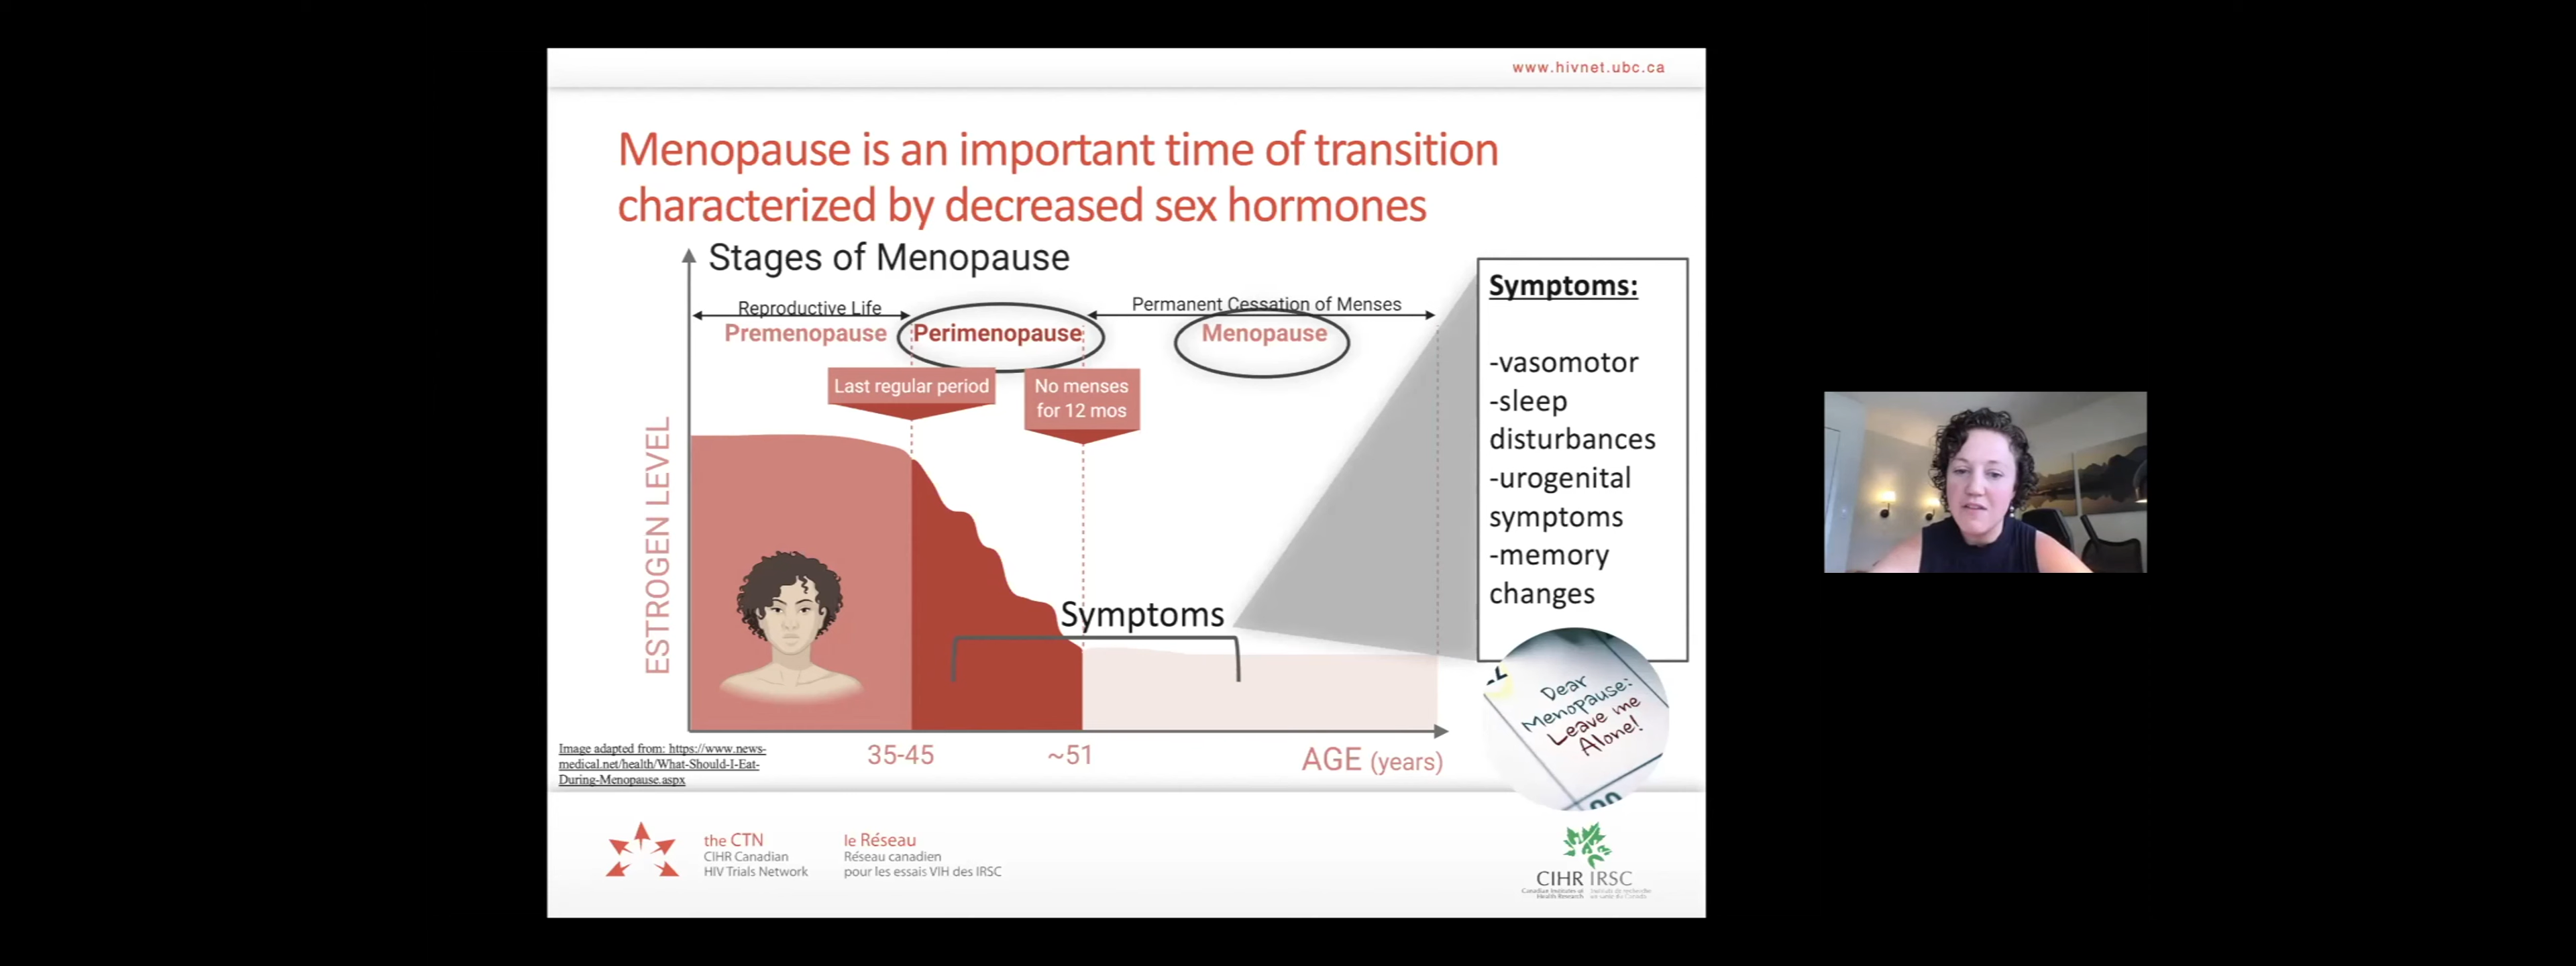 www.hivnet.ubc.ca
Menopause is an important time of transition
characterized by decreased sex hormones
Stages of Menopause
Reproductive Life
Premenopause
Perimenopause
Permanent Cessation of Menses
Menopause
Last regular period
No menses
for 12 mos
ESTROGEN LEVEL
Symptoms
35-45
~51
AGE (years)
Symptoms:
-vasomotor
-sleep
disturbances
-urogenital
symptoms
-memory
changes
Dear
Menopause:
Leave me
Alone!
Image adapted from: https://www.news-
medical.net/health/What-Should-I-Eat-
During-Menopause.aspx
the CTN
CIHR Canadian
HIV Trials Network
le Réseau
Réseau canadien
pour les essais VIH des IRSC
CIHR IRSC
Canadian Institutes of
Health Research
Instituts de recherche
en santé du Canada